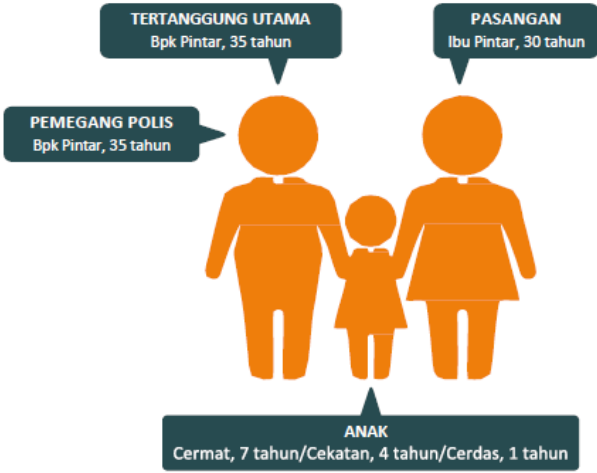 TERTANGGUNG UTAMA
Bpk Pintar, 35 tahun
PASANGAN
Ibu Pintar, 30 tahun
PEMEGANG POLIS
Bpk Pintar, 35 tahun
ANAK
Cermat, 7 tahun/Cekatan, 4 tahun/Cerdas, 1 tahun